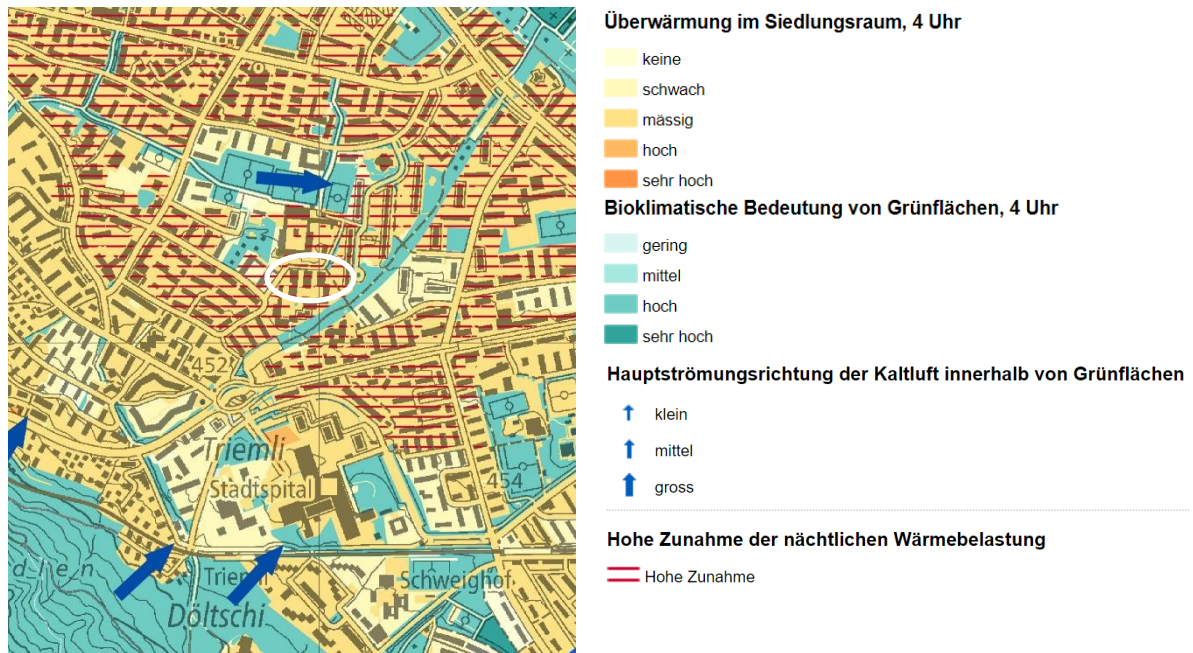 452
Triemli
Stadtspital
454
Schweighof
Döltschi
Überwärmung im Siedlungsraum, 4 Uhr
keine
schwach
mässig
hoch
sehr hoch
Bioklimatische Bedeutung von Grünflächen, 4 Uhr
gering
mittel
hoch
sehr hoch
Hauptströmungsrichtung der Kaltluft innerhalb von Grünflächen
klein
mittel
gross
Hohe Zunahme der nächtlichen Wärmebelastung
Hohe Zunahme